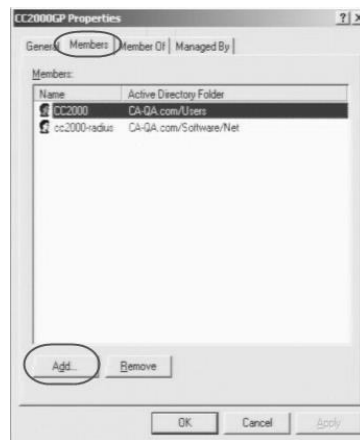 CC2000GP Properties
General Members Member Of Managed By
Members:
Name Active Directory Folder
CC2000 CA-QA.com/Users
cc2000-radius CA-QA.com/Software/Net
Add... Remove
OK Cancel Apply